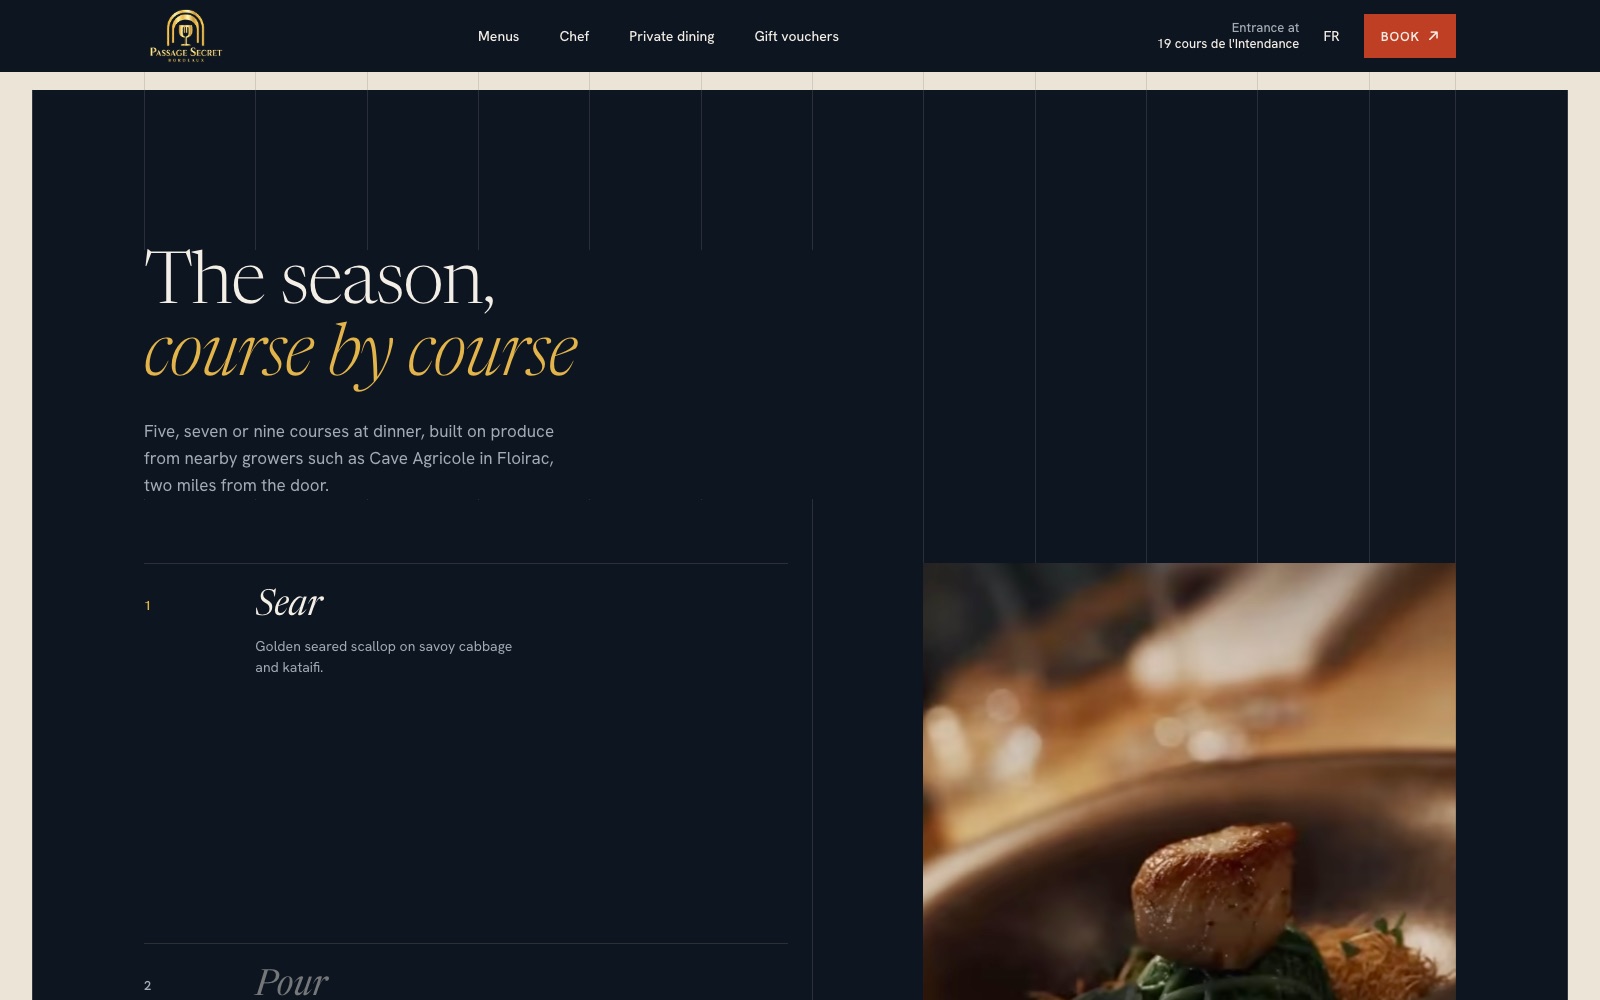 PASSAGE SECRET
BORDEAUX
Menus
Chef
Private dining
Gift vouchers
Entrance at
19 cours de l'Intendance
FR
BOOK
The season,
course by course
Five, seven or nine courses at dinner, built on produce
from nearby growers such as Cave Agricole in Floirac,
two miles from the door.
1
Sear
Golden seared scallop on savoy cabbage
and kataifi.
2
Pour